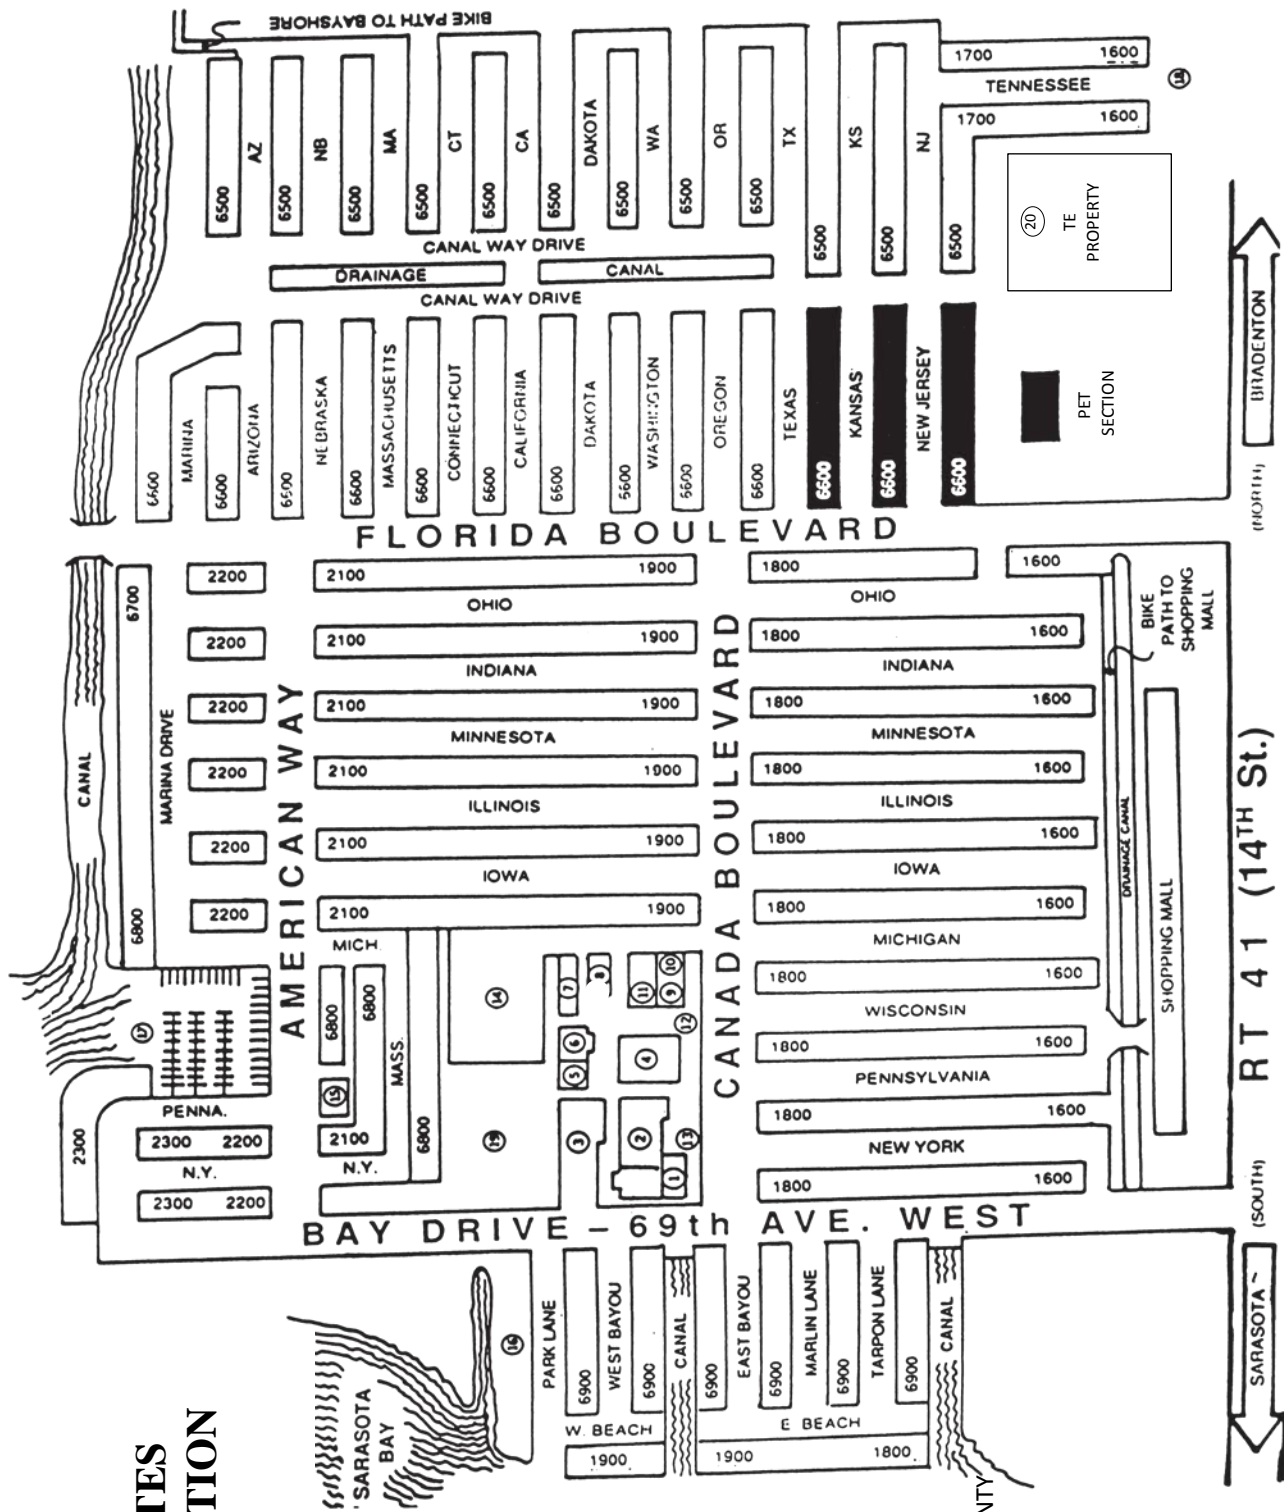 BIKE PATH TO BAYSHORE
6500
AZ
6500
NB
6500
MA
6500
CT
6500
CA
6500
DAKOTA
6500
WA
6500
OR
6500
TX
6500
KS
6500
NJ
6500
1700
1600
TENNESSEE
1700
1600
18
20
TE
PROPERTY
CANAL WAY DRIVE
DRAINAGE
CANAL
CANAL WAY DRIVE
6600
MARINA
6600
ARIZONA
6600
NEBRASKA
6600
MASSACHUSETTS
6600
CONNECTICUT
6600
CALIFORNIA
6600
DAKOTA
6600
WASHINGTON
6600
OREGON
6600
TEXAS
6600
KANSAS
6600
NEW JERSEY
6600
PET
SECTION
BRADENTON
(NORTH)
FLORIDA BOULEVARD
CANAL
6700
6800
MARINA DRIVE
2200
2200
2200
2200
2200
2200
AMERICAN WAY
2100 1900
OHIO
2100 1900
INDIANA
2100 1900
MINNESOTA
2100 1900
ILLINOIS
2100 1900
IOWA
2100 1900
MICH.
CANADA BOULEVARD
1800
1600
OHIO
1800 1600
INDIANA
1800 1600
MINNESOTA
1800 1600
ILLINOIS
1800 1600
IOWA
1800 1600
MICHIGAN
1800 1600
WISCONSIN
1800 1600
PENNSYLVANIA
1800 1600
NEW YORK
1800 1600
BIKE
PATH TO
SHOPPING
MALL
DRAINAGE CANAL
SHOPPING MALL
RT 41 (14TH St.)
17
2300
PENNA.
2300 2200
N.Y.
2300 2200
6800
6800
15
2100
N.Y.
MASS.
6800
14
19
7
8
11
10
9
12
6
5
4
3
2
1
13
BAY DRIVE – 69th AVE. WEST
SARASOTA
BAY
16
PARK LANE
6900
WEST BAYOU
6900
CANAL
6900
EAST BAYOU
6900
MARLIN LANE
6900
TARPON LANE
6900
CANAL
W. BEACH
E BEACH
1900
1900 1800
(SOUTH)
SARASOTA ~
TES
TION
NTY